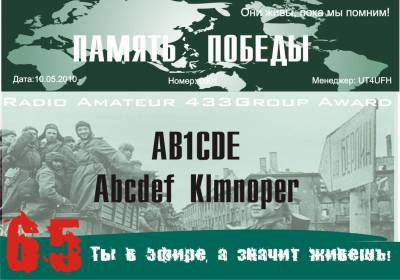 Они живы, пока мы помним!
ПАМЯТЬ ПОБЕДЫ
Дата:10.05.2010 Номер: Менеджер: UT4UFH
Radio Amateur 433Group Award
AB1CDE
Abcdef Klmnoper
65 Ты в эфире, а значит живешь!